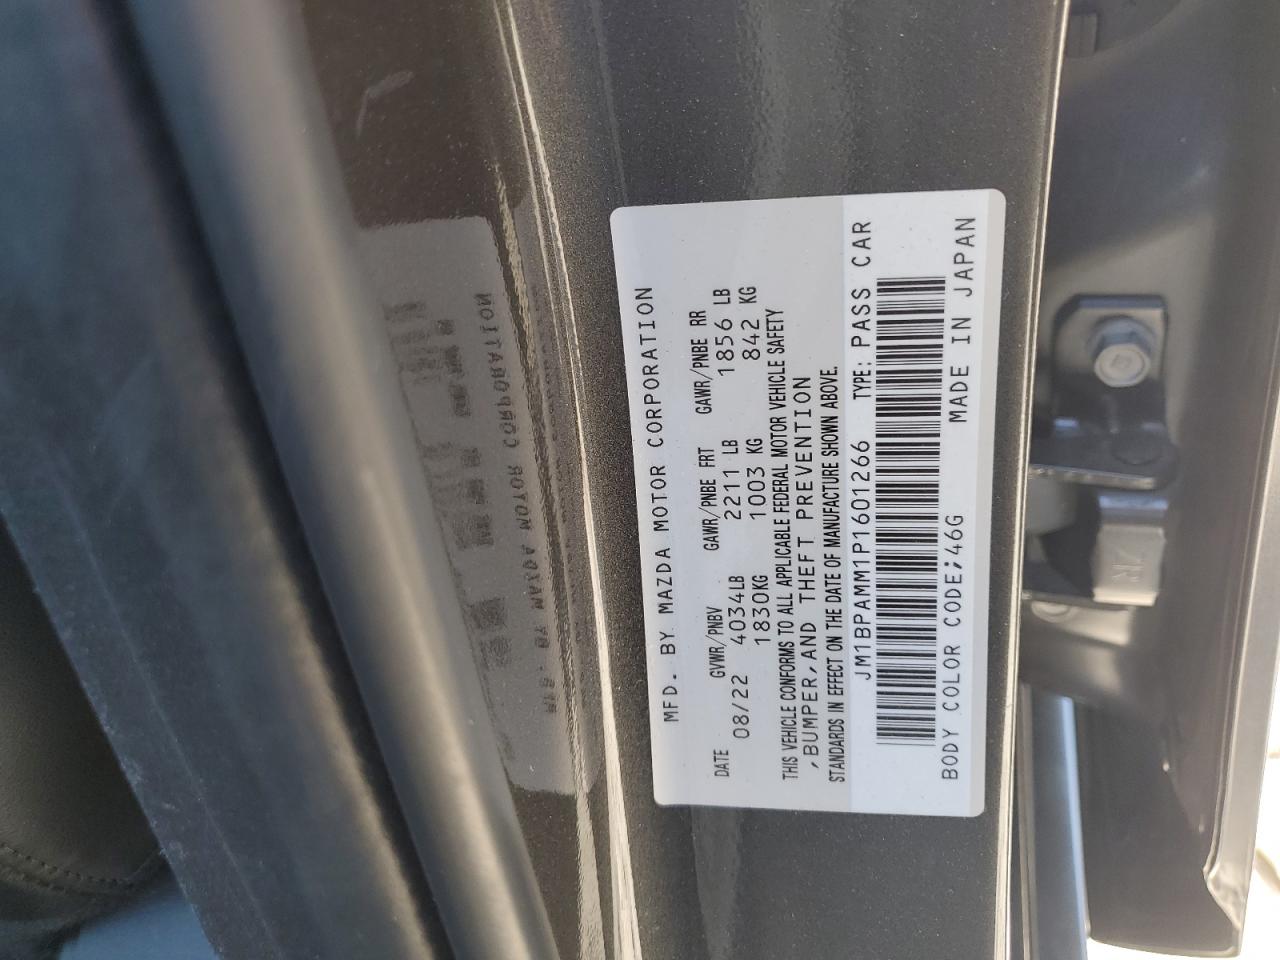 MFD. BY MAZDA MOTOR CORPORATION
DATE GVWR/PNBV GAWR/PNBE FRT GAWR/PNBE RR
08/22 4034LB 2211 LB 1856 LB
1830KG 1003 KG 842 KG
THIS VEHICLE CONFORMS TO ALL APPLICABLE FEDERAL MOTOR VEHICLE SAFETY
,BUMPER,AND THEFT PREVENTION
STANDARDS IN EFFECT ON THE DATE OF MANUFACTURE SHOWN ABOVE.
JM1BPAMM1P1601266 TYPE: PASS CAR
BODY COLOR CODE;46G MADE IN JAPAN